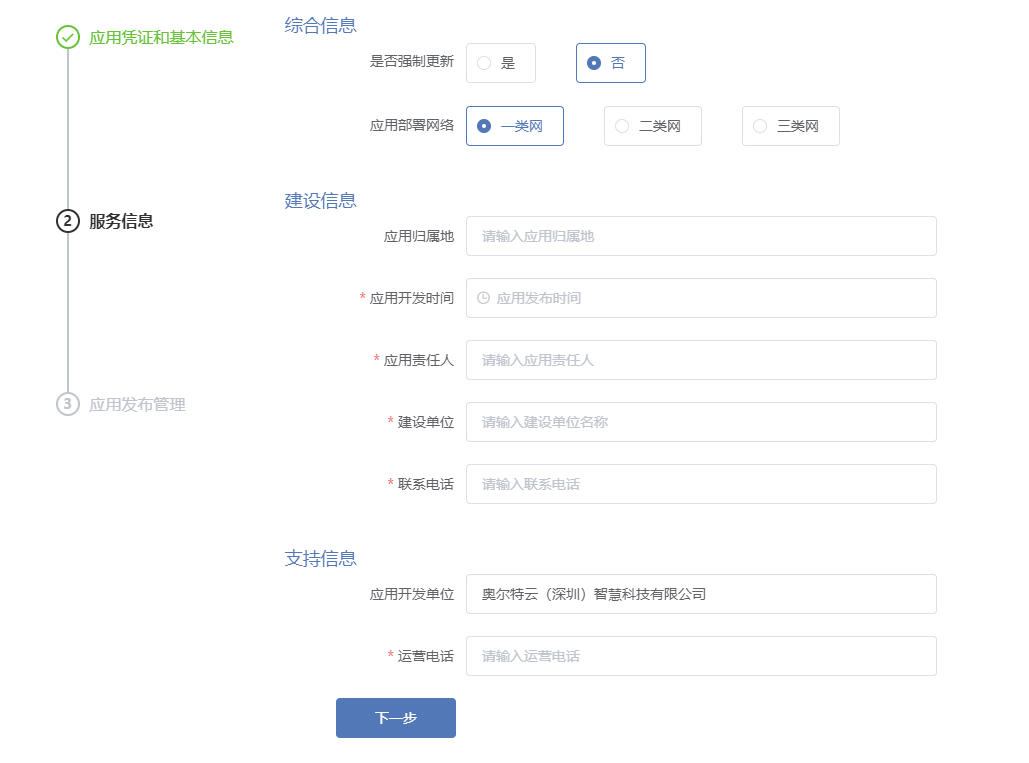 应用凭证和基本信息
2 服务信息
3 应用发布管理
综合信息
是否强制更新 是 否
应用部署网络 一类网 二类网 三类网
建设信息
应用归属地 请输入应用归属地
* 应用开发时间 应用发布时间
* 应用责任人 请输入应用责任人
* 建设单位 请输入建设单位名称
* 联系电话 请输入联系电话
支持信息
应用开发单位 奥尔特云（深圳）智慧科技有限公司
* 运营电话 请输入运营电话
下一步